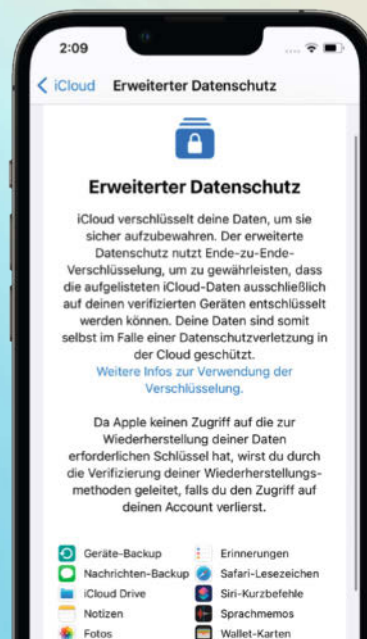 2:09
iCloud Erweiterter Datenschutz
Erweiterter Datenschutz
iCloud verschlüsselt deine Daten, um sie
sicher aufzubewahren. Der erweiterte
Datenschutz nutzt Ende-zu-Ende-
Verschlüsselung, um zu gewährleisten, dass
die aufgelisteten iCloud-Daten ausschließlich
auf deinen verifizierten Geräten entschlüsselt
werden können. Deine Daten sind somit
selbst im Falle einer Datenschutzverletzung in
der Cloud geschützt.
Weitere Infos zur Verwendung der
Verschlüsselung.
Da Apple keinen Zugriff auf die zur
Wiederherstellung deiner Daten
erforderlichen Schlüssel hat, wirst du durch
die Verifizierung deiner Wiederherstellungs-
methoden geleitet, falls du den Zugriff auf
deinen Account verlierst.
Geräte-Backup Erinnerungen
Nachrichten-Backup Safari-Lesezeichen
iCloud Drive Siri-Kurzbefehle
Notizen Sprachmemos
Fotos Wallet-Karten